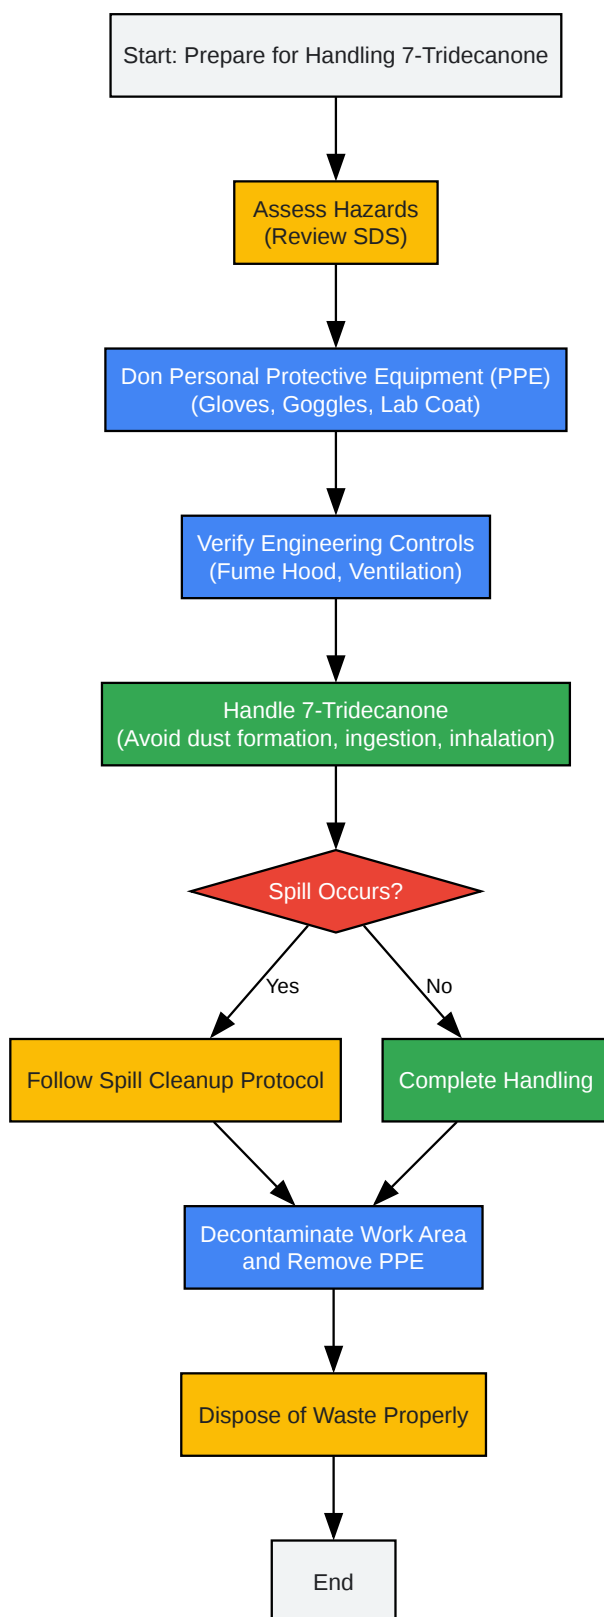 Start: Prepare for Handling 7-Tridecanone
Assess Hazards
(Review SDS)
Don Personal Protective Equipment (PPE)
(Gloves, Goggles, Lab Coat)
Verify Engineering Controls
(Fume Hood, Ventilation)
Handle 7-Tridecanone
(Avoid dust formation, ingestion, inhalation)
Spill Occurs?
Yes
No
Follow Spill Cleanup Protocol
Complete Handling
Decontaminate Work Area
and Remove PPE
Dispose of Waste Properly
End